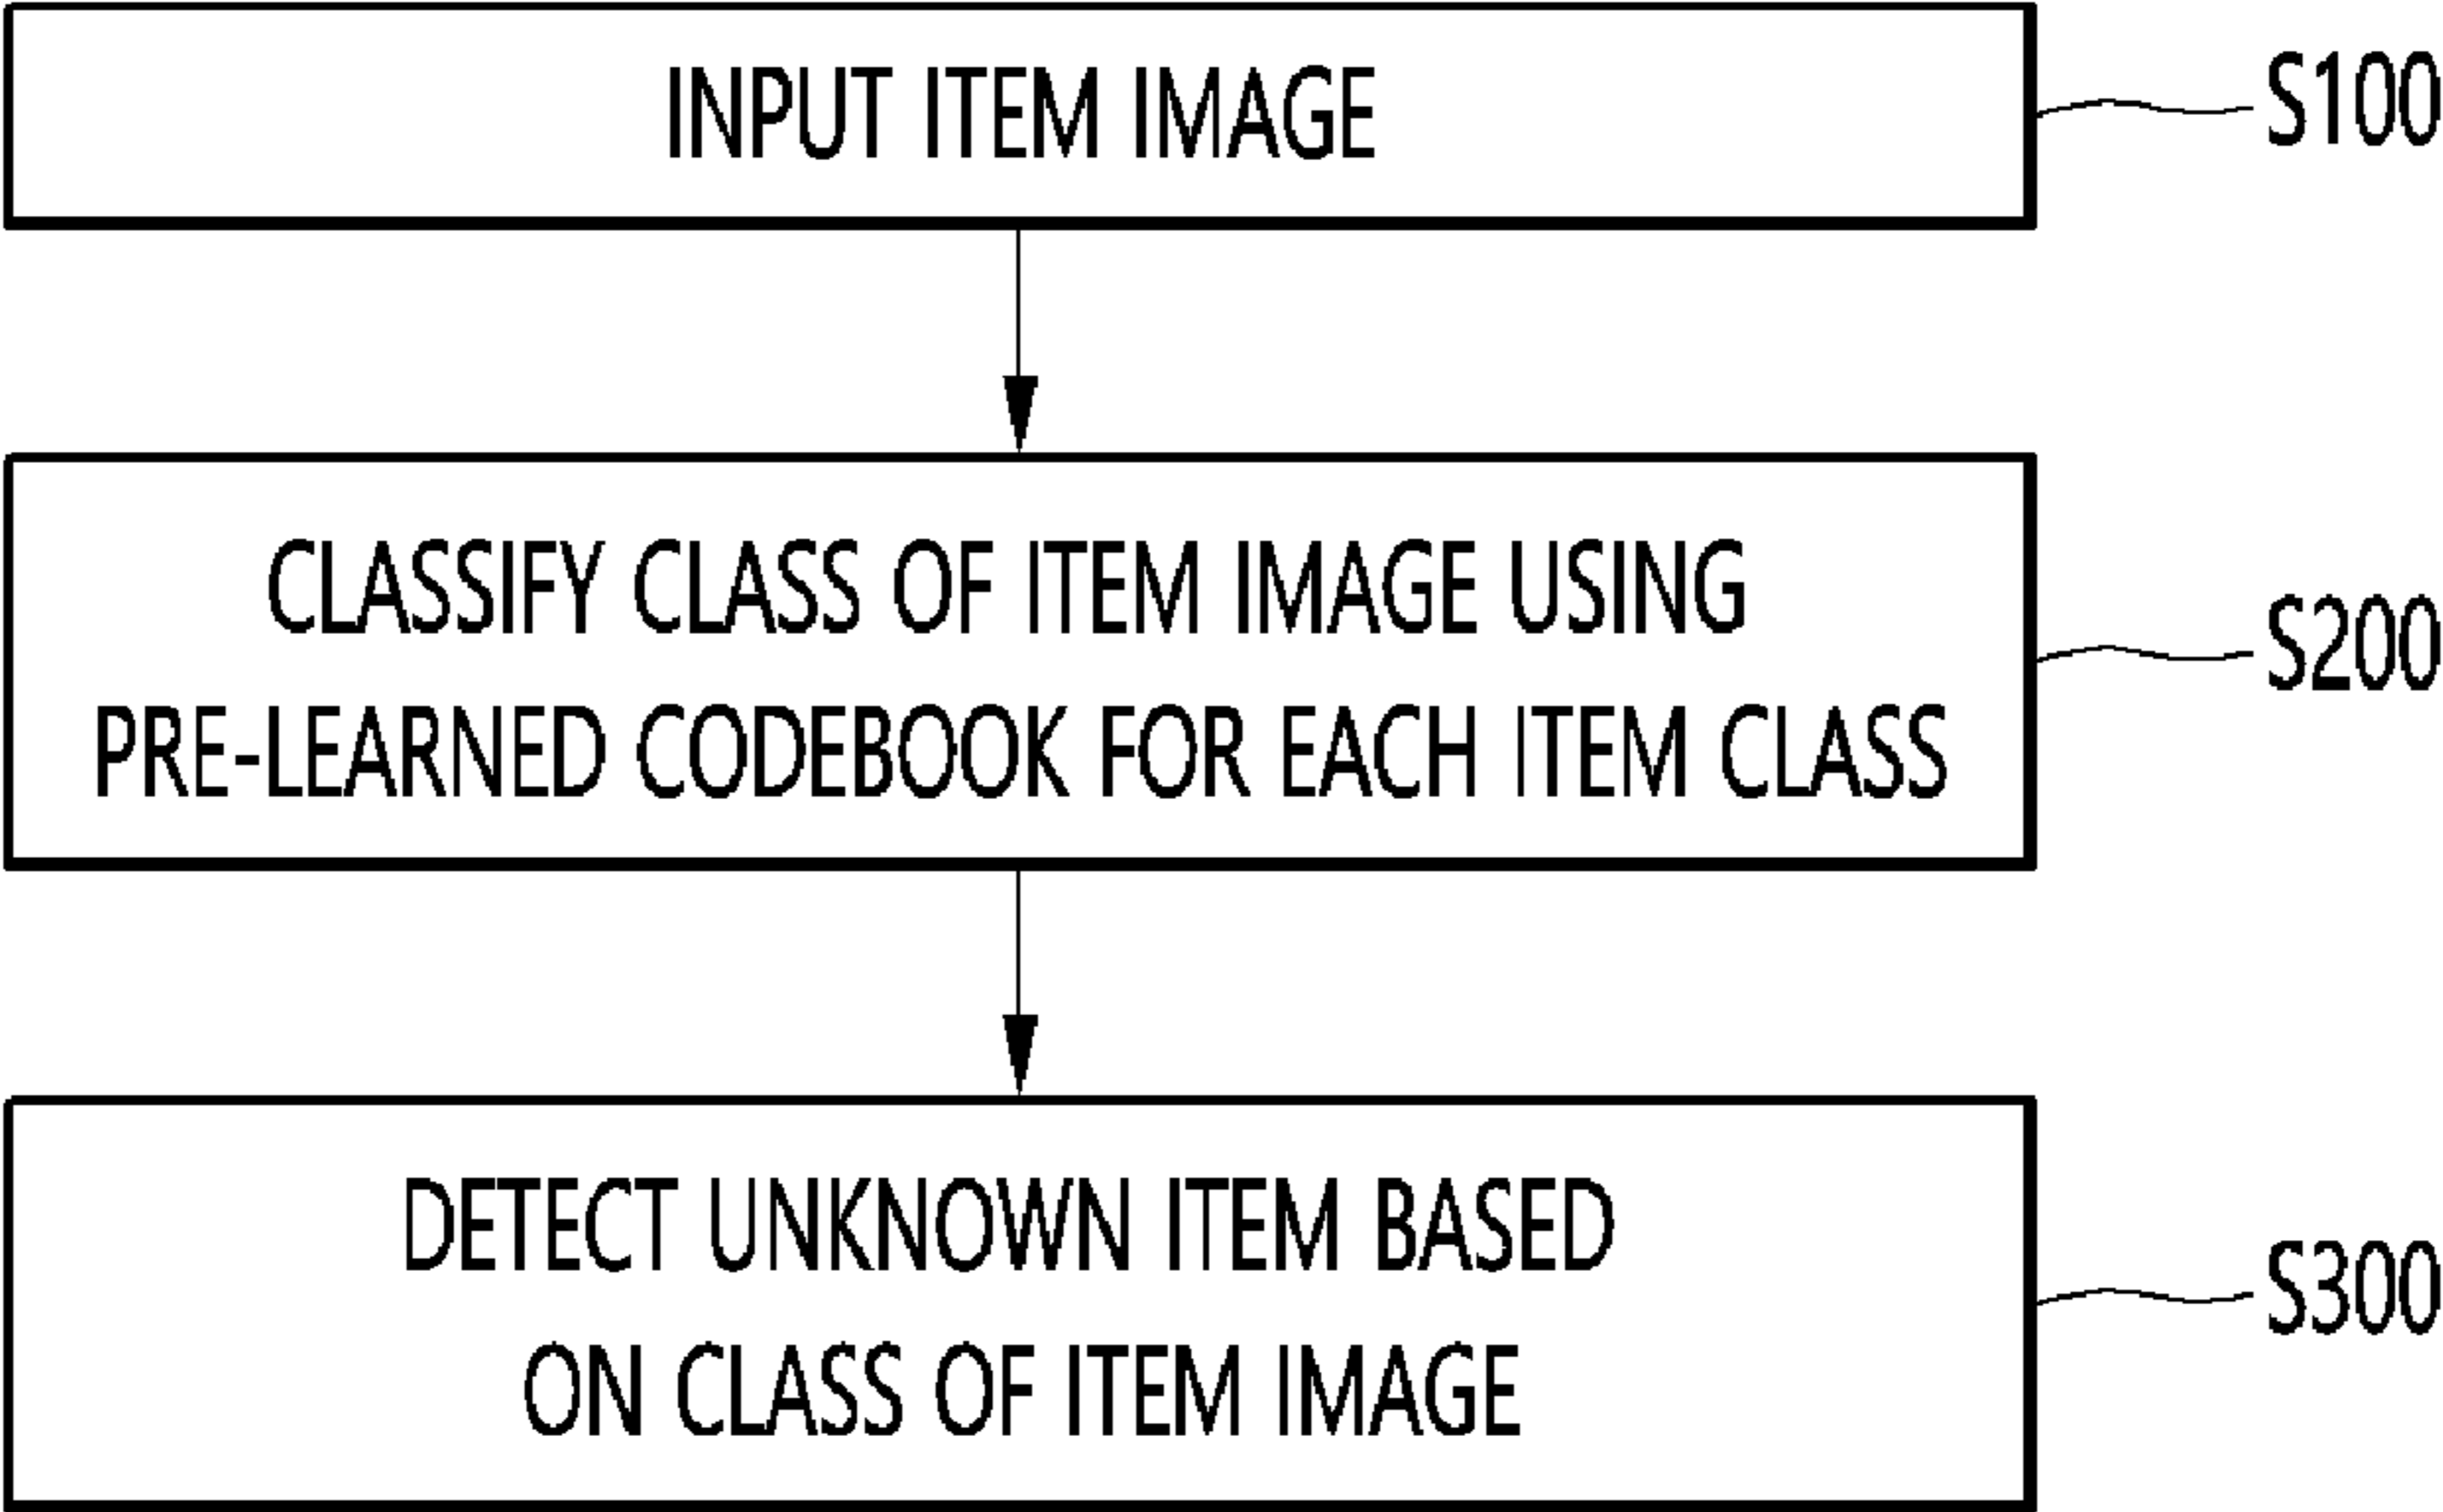 INPUT ITEM IMAGE
S100
CLASSIFY CLASS OF ITEM IMAGE USING
PRE-LEARNED CODEBOOK FOR EACH ITEM CLASS
S200
DETECT UNKNOWN ITEM BASED
ON CLASS OF ITEM IMAGE
S300